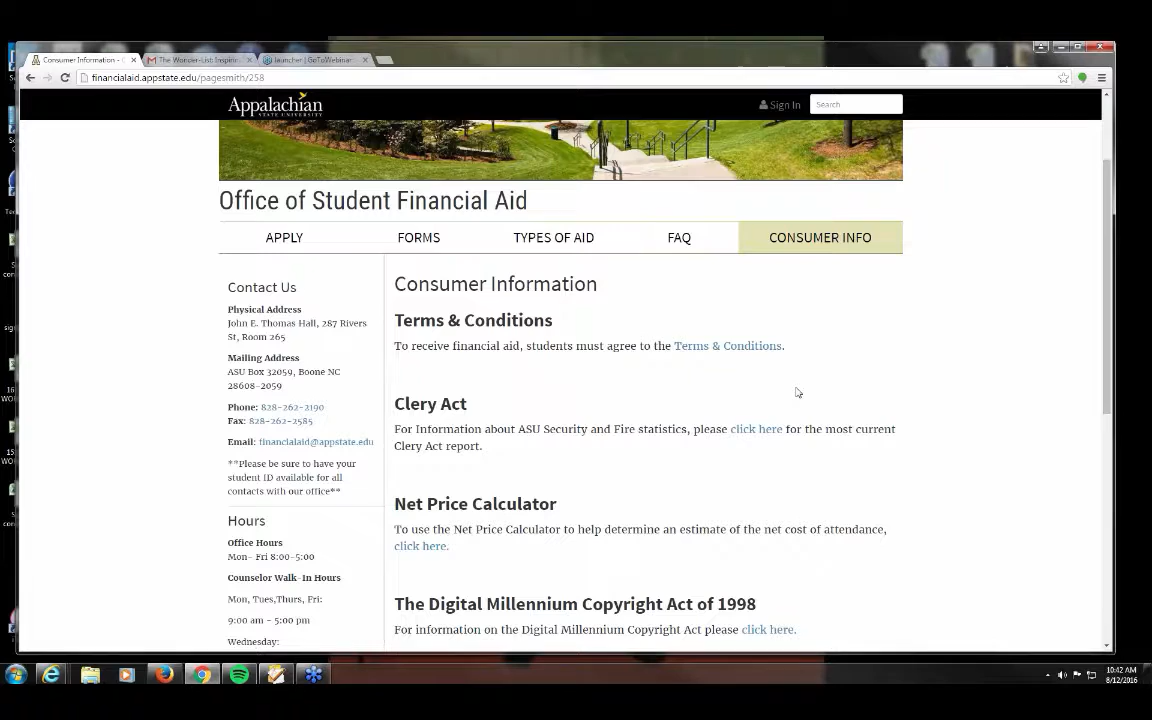 Consumer Information - 
The Wonder-List: Inspirin
launcher | GoToWebinar
financialaid.appstate.edu/pagesmith/258
Appalachian
STATE UNIVERSITY
Sign In
Search
Office of Student Financial Aid
APPLY
FORMS
TYPES OF AID
FAQ
CONSUMER INFO
Contact Us
Physical Address
John E. Thomas Hall, 287 Rivers
St, Room 265
Mailing Address
ASU Box 32059, Boone NC
28608-2059
Phone: 828-262-2190
Fax: 828-262-2585
Email: financialaid@appstate.edu
**Please be sure to have your
student ID available for all
contacts with our office**
Hours
Office Hours
Mon- Fri 8:00-5:00
Counselor Walk-In Hours
Mon, Tues,Thurs, Fri:
9:00 am - 5:00 pm
Wednesday:
Consumer Information
Terms & Conditions
To receive financial aid, students must agree to the Terms & Conditions.
Clery Act
For Information about ASU Security and Fire statistics, please click here for the most current
Clery Act report.
Net Price Calculator
To use the Net Price Calculator to help determine an estimate of the net cost of attendance,
click here.
The Digital Millennium Copyright Act of 1998
For information on the Digital Millennium Copyright Act please click here.
10:42 AM
8/12/2016